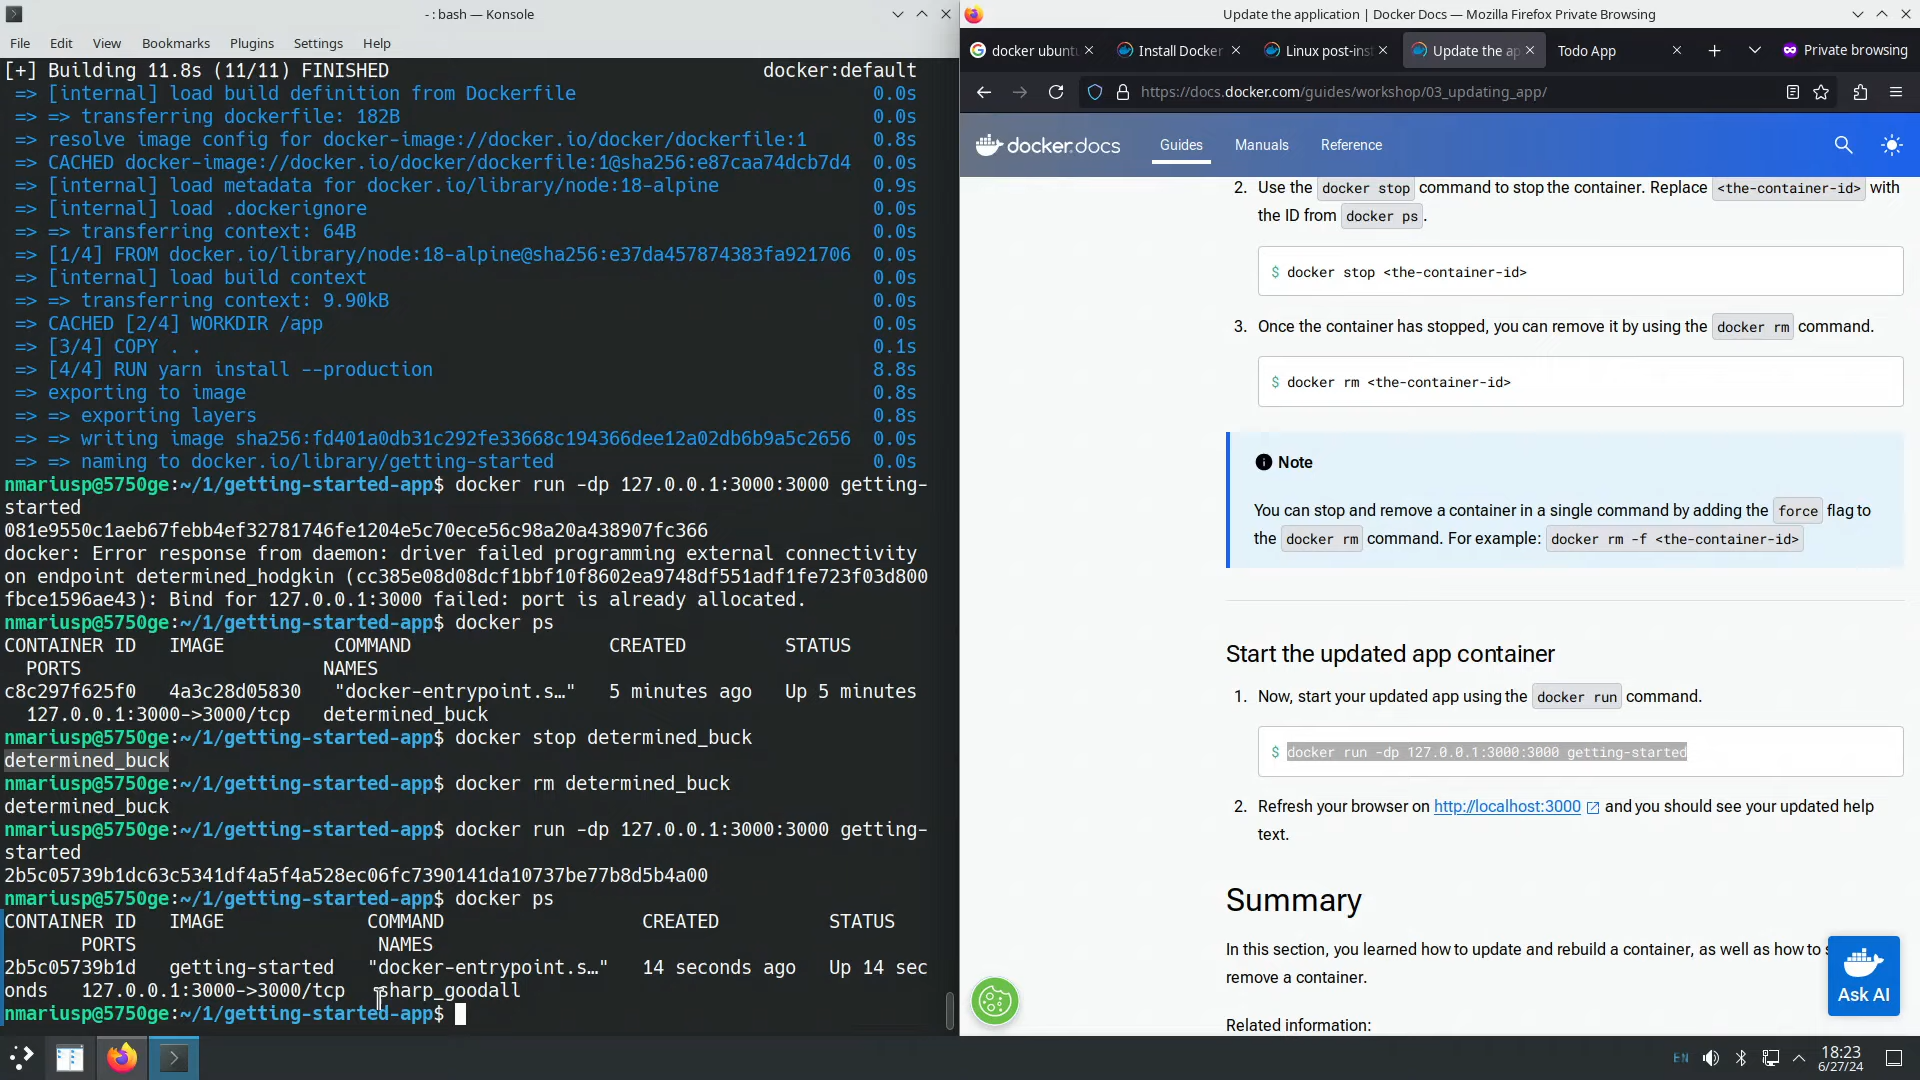 - : bash — Konsole
File Edit View Bookmarks Plugins Settings Help
[+] Building 11.8s (11/11) FINISHED docker:default
=> [internal] load build definition from Dockerfile 0.0s
=> => transferring dockerfile: 182B 0.0s
=> resolve image config for docker-image://docker.io/docker/dockerfile:1 0.8s
=> CACHED docker-image://docker.io/docker/dockerfile:1@sha256:e87caa74dcb7d4 0.0s
=> [internal] load metadata for docker.io/library/node:18-alpine 0.9s
=> [internal] load .dockerignore 0.0s
=> => transferring context: 64B 0.0s
=> [1/4] FROM docker.io/library/node:18-alpine@sha256:e37da457874383fa921706 0.0s
=> [internal] load build context 0.0s
=> => transferring context: 9.90kB 0.0s
=> CACHED [2/4] WORKDIR /app 0.0s
=> [3/4] COPY . . 0.1s
=> [4/4] RUN yarn install --production 8.8s
=> exporting to image 0.8s
=> => exporting layers 0.8s
=> => writing image sha256:fd401a0db31c292fe33668c194366dee12a02db6b9a5c2656 0.0s
=> => naming to docker.io/library/getting-started 0.0s
nmariusp@5750ge:~/1/getting-started-app$ docker run -dp 127.0.0.1:3000:3000 getting-
started
081e9550c1aeb67febb4ef32781746fe1204e5c70ece56c98a20a438907fc366
docker: Error response from daemon: driver failed programming external connectivity
on endpoint determined_hodgkin (cc385e08d08dcf1bbf10f8602ea9748df551adf1fe723f03d800
fbce1596ae43): Bind for 127.0.0.1:3000 failed: port is already allocated.
nmariusp@5750ge:~/1/getting-started-app$ docker ps
CONTAINER ID IMAGE COMMAND CREATED STATUS
PORTS NAMES
c8c297f625f0 4a3c28d05830 "docker-entrypoint.s…" 5 minutes ago Up 5 minutes
127.0.0.1:3000->3000/tcp determined_buck
nmariusp@5750ge:~/1/getting-started-app$ docker stop determined_buck
determined_buck
nmariusp@5750ge:~/1/getting-started-app$ docker rm determined_buck
determined_buck
nmariusp@5750ge:~/1/getting-started-app$ docker run -dp 127.0.0.1:3000:3000 getting-
started
2b5c05739b1dc63c5341df4a5f4a528ec06fc7390141da10737be77b8d5b4a00
nmariusp@5750ge:~/1/getting-started-app$ docker ps
CONTAINER ID IMAGE COMMAND CREATED STATUS
PORTS NAMES
2b5c05739b1d getting-started "docker-entrypoint.s…" 14 seconds ago Up 14 sec
onds 127.0.0.1:3000->3000/tcp sharp_goodall
nmariusp@5750ge:~/1/getting-started-app$
Update the application | Docker Docs — Mozilla Firefox Private Browsing
docker ubunt Install Docker Linux post-ins Update the ap Todo App Private browsing
https://docs.docker.com/guides/workshop/03_updating_app/
docker.docs Guides Manuals Reference
2. Use the docker stop command to stop the container. Replace <the-container-id> with
the ID from docker ps.
$ docker stop <the-container-id>
3. Once the container has stopped, you can remove it by using the docker rm command.
$ docker rm <the-container-id>
Note
You can stop and remove a container in a single command by adding the force flag to
the docker rm command. For example: docker rm -f <the-container-id>
Start the updated app container
1. Now, start your updated app using the docker run command.
$ docker run -dp 127.0.0.1:3000:3000 getting-started
2. Refresh your browser on http://localhost:3000 and you should see your updated help
text.
Summary
In this section, you learned how to update and rebuild a container, as well as how to s
remove a container.
Related information:
Ask AI
EN
18:23
6/27/24